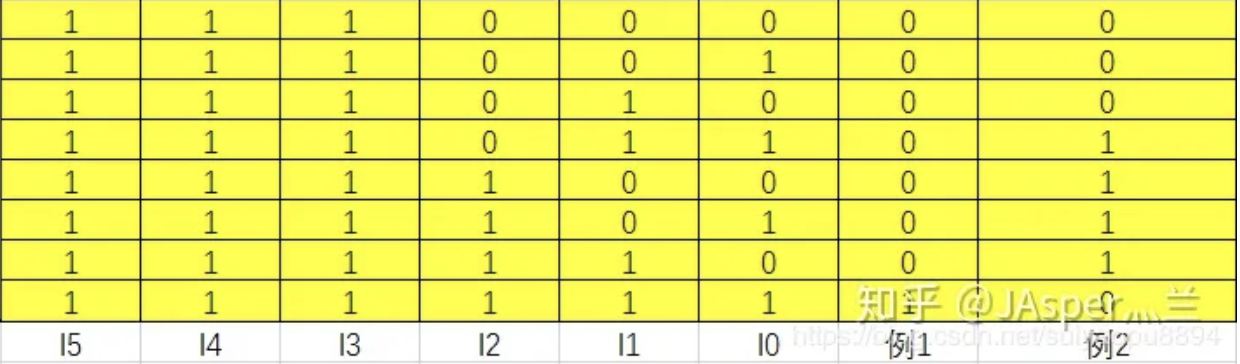 1 1 1 0 0 0 0 0
1 1 1 0 0 1 0 0
1 1 1 0 1 0 0 0
1 1 1 0 1 1 0 1
1 1 1 1 0 0 0 1
1 1 1 1 0 1 0 1
1 1 1 1 1 0 0 1
1 1 1 1 1 1 1 0
知乎 @JAsper灬兰
I5 I4 I3 I2 I1 I0 例1 例2